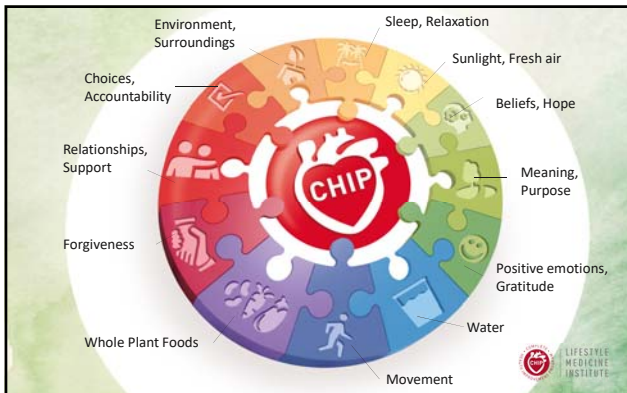 Environment,
Surroundings
Sleep, Relaxation
Sunlight, Fresh air
Choices,
Accountability
Beliefs, Hope
Relationships,
Support
Meaning,
Purpose
CHIP
Forgiveness
Positive emotions,
Gratitude
Water
Whole Plant Foods
Movement
CHIP
LIFESTYLE
MEDICINE
INSTITUTE